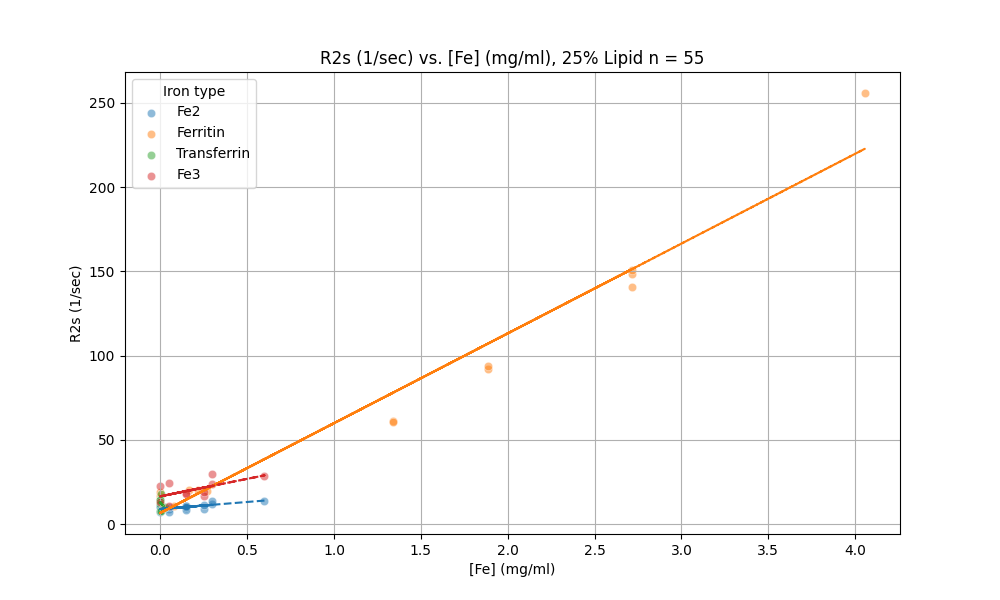 R2s (1/sec) vs. [Fe] (mg/ml), 25% Lipid n = 55
Iron type
Fe2
Ferritin
Transferrin
Fe3
R2s (1/sec)
250
200
150
100
50
0
0.0 0.5 1.0 1.5 2.0 2.5 3.0 3.5 4.0
[Fe] (mg/ml)